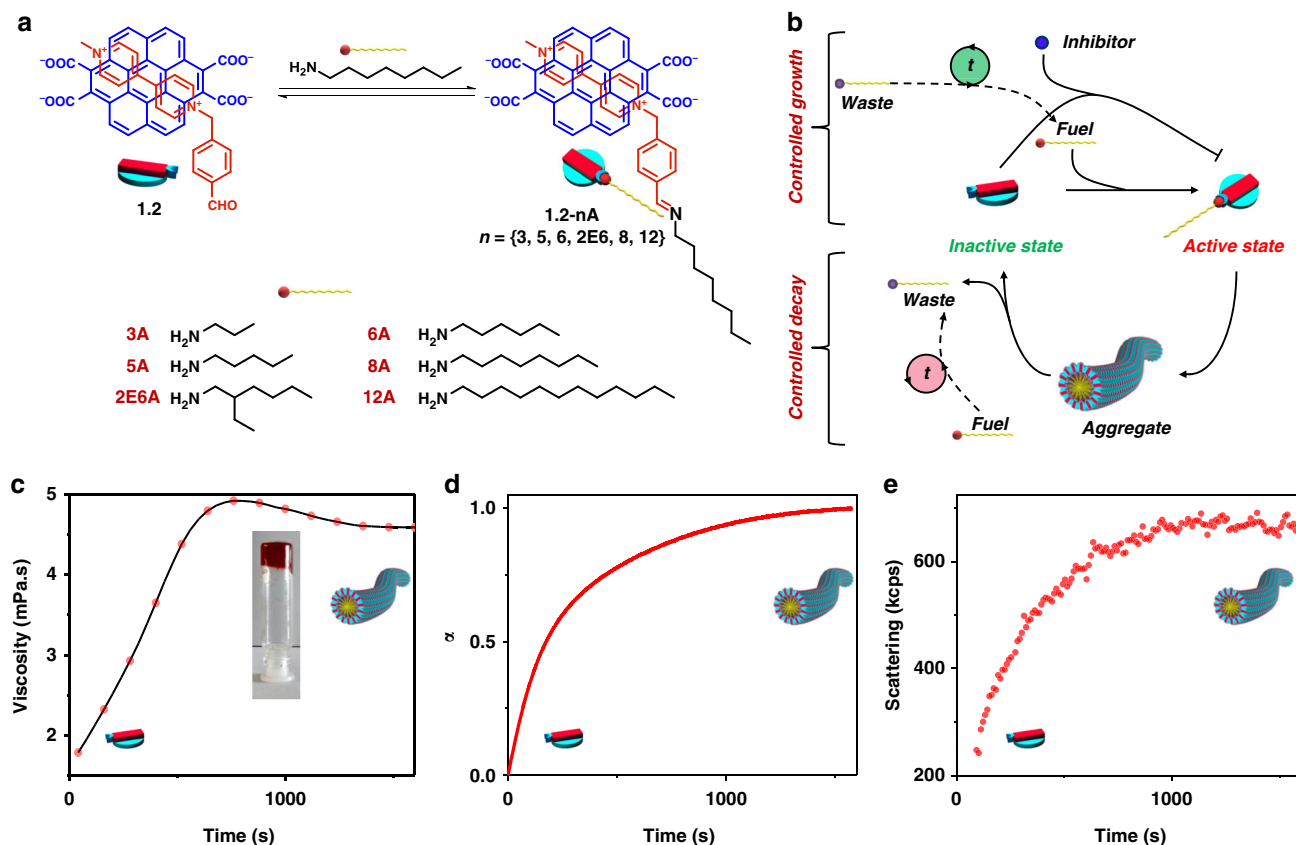 a
N⁺
⁻OOC
COO⁻
⁻OOC
COO⁻
N⁺
CHO
1.2
H₂N
N⁺
⁻OOC
COO⁻
⁻OOC
COO⁻
N⁺
N
1.2-nA
n = {3, 5, 6, 2E6, 8, 12}
3A H₂N
6A H₂N
5A H₂N
8A H₂N
2E6A H₂N
12A H₂N
b
Controlled growth
Waste
t
Inhibitor
Fuel
Inactive state
Active state
Controlled decay
Waste
t
Fuel
Aggregate
c
Viscosity (mPa.s)
5
4
3
2
0 1000
Time (s)
d
α
1.0
0.5
0.0
0 1000
Time (s)
e
Scattering (kcps)
600
400
200
0 1000
Time (s)